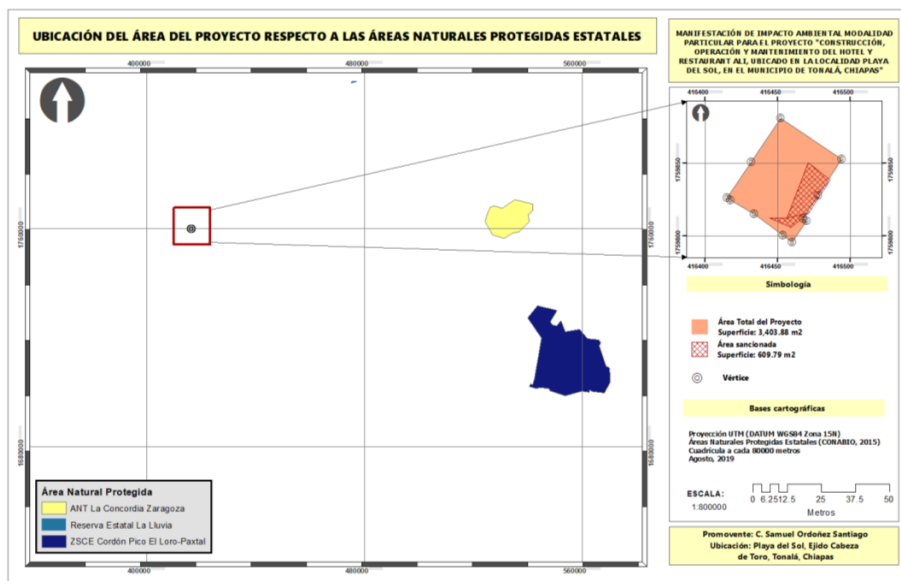 UBICACIÓN DEL ÁREA DEL PROYECTO RESPECTO A LAS ÁREAS NATURALES PROTEGIDAS ESTATALES
MANIFESTACIÓN DE IMPACTO AMBIENTAL MODALIDAD
PARTICULAR PARA EL PROYECTO "CONSTRUCCIÓN,
OPERACIÓN Y MANTENIMIENTO DEL HOTEL Y
RESTAURANT ALI, UBICADO EN LA LOCALIDAD PLAYA
DEL SOL, EN EL MUNICIPIO DE TONALÁ, CHIAPAS"
400000 480000 560000
1760000 1760000
1680000 1680000
400000 480000 560000
416400 416450 416500
1759850 1759850
1759800 1759800
416400 416450 416500
Simbología
Área Total del Proyecto
Superficie: 3,403.88 m2
Área sancionada
Superficie: 609.79 m2
Vértice
Bases cartográficas
Proyección UTM (DATUM WGS84 Zona 15N)
Áreas Naturales Protegidas Estatales (CONABIO, 2015)
Cuadrícula a cada 80000 metros
Agosto, 2019
ESCALA:
1:800000
0 6.25 12.5 25 37.5 50
Metros
Área Natural Protegida
ANT La Concordia Zaragoza
Reserva Estatal La Lluvia
ZSCE Cordón Pico El Loro-Paxtal
Promovente: C. Samuel Ordoñez Santiago
Ubicación: Playa del Sol, Ejido Cabeza
de Toro, Tonalá, Chiapas